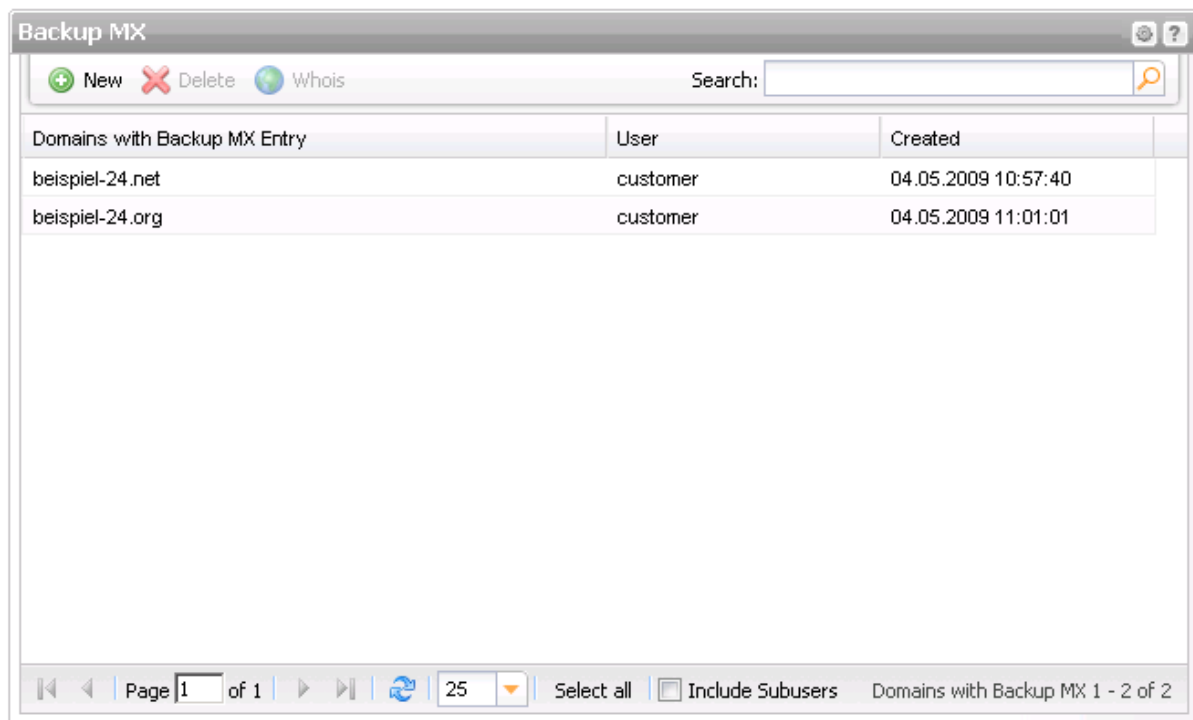 Backup MX
New Delete Whois Search:
Domains with Backup MX Entry User Created
beispiel-24.net customer 04.05.2009 10:57:40
beispiel-24.org customer 04.05.2009 11:01:01
Page 1 of 1 25 Select all Include Subusers Domains with Backup MX 1 - 2 of 2